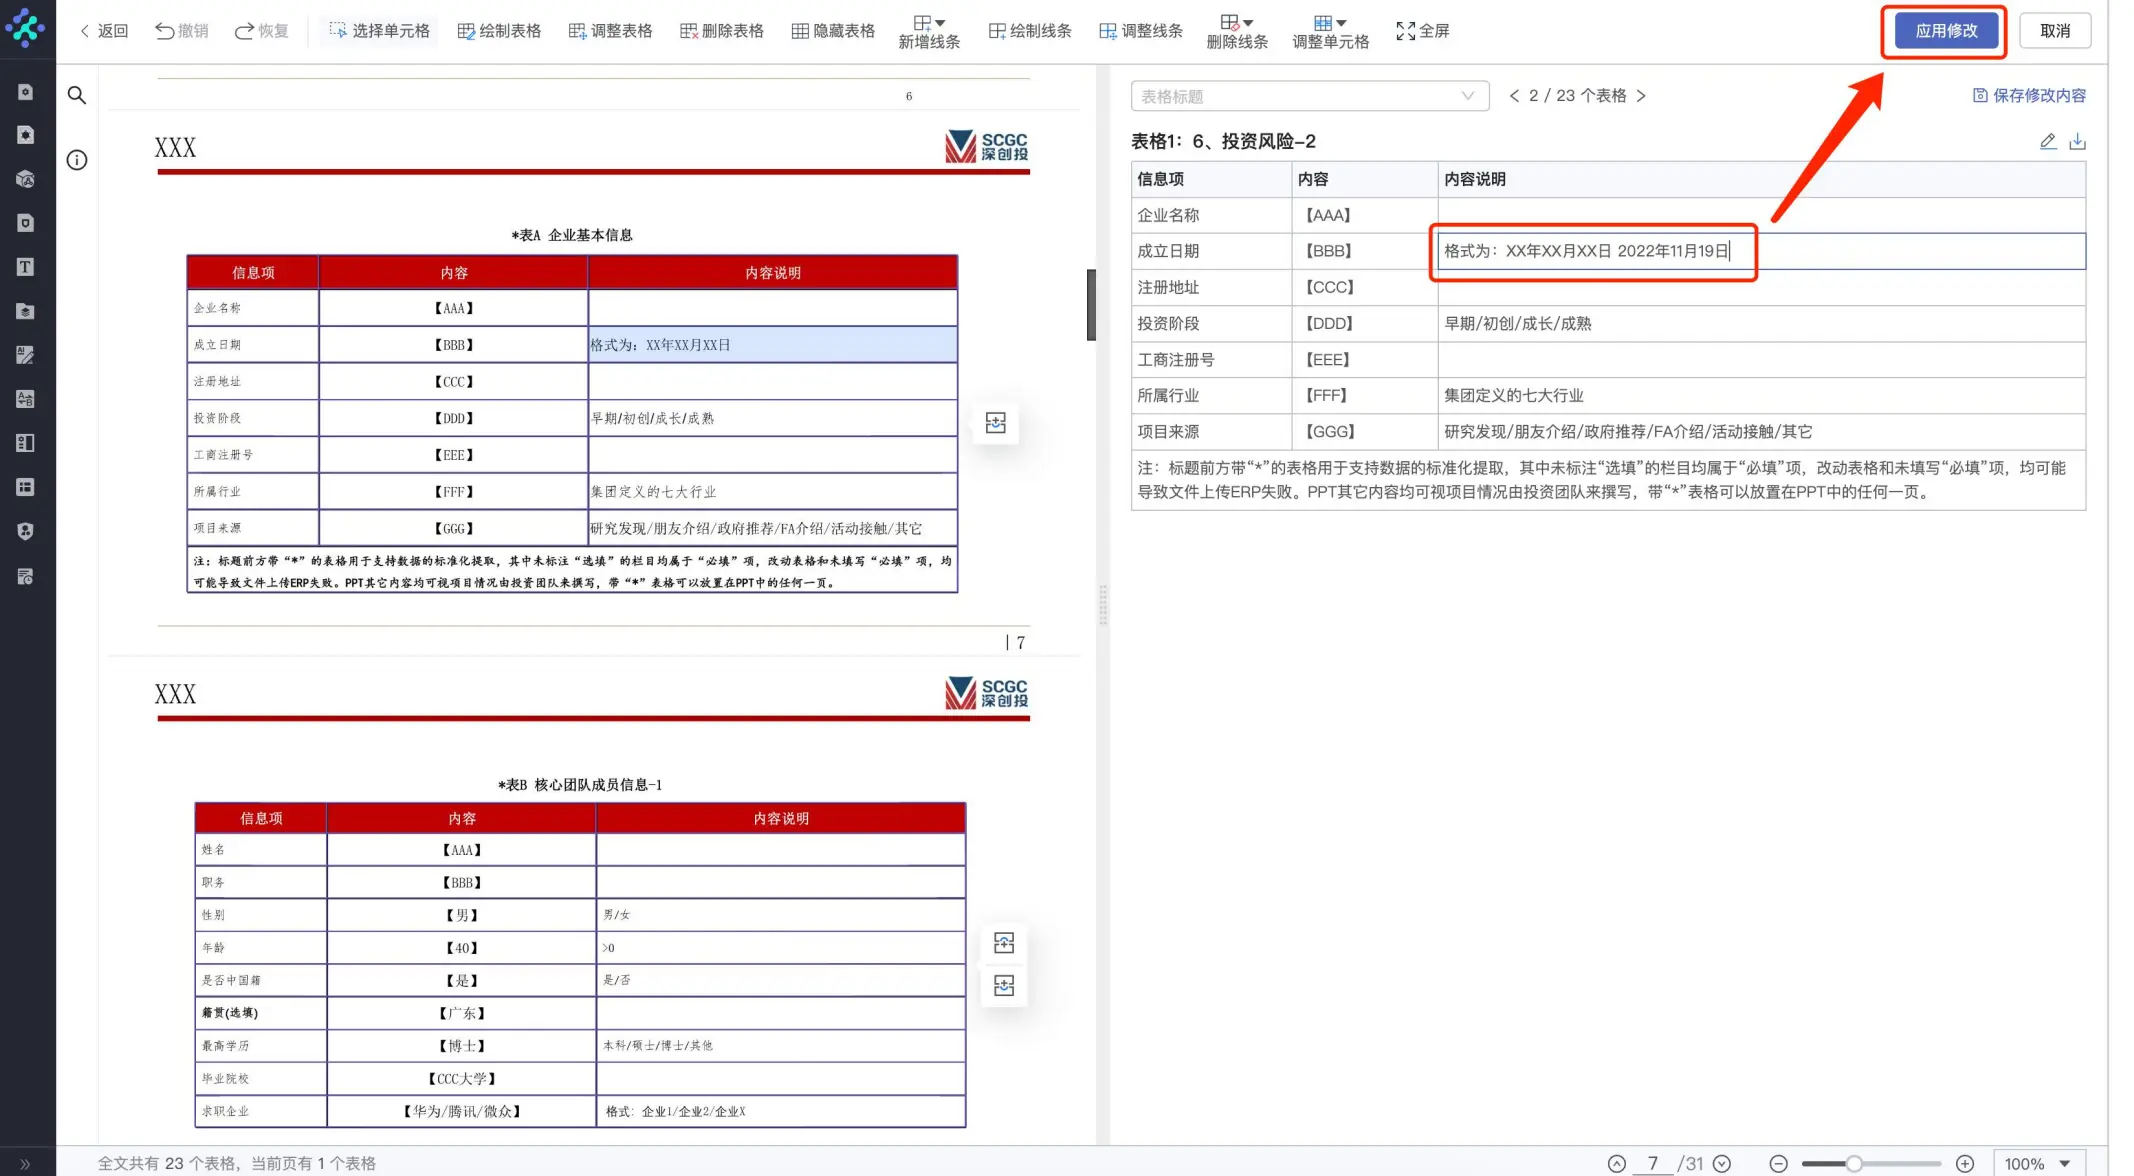 返回 撤销 恢复 选择单元格 绘制表格 调整表格 删除表格 隐藏表格 新增线条 绘制线条 调整线条 删除线条 调整单元格 全屏 应用修改 取消
6
XXX
SCGC
深创投
*表A 企业基本信息
信息项 内容 内容说明
企业名称 【AAA】
成立日期 【BBB】 格式为：XX年XX月XX日
注册地址 【CCC】
投资阶段 【DDD】 早期/初创/成长/成熟
工商注册号 【EEE】
所属行业 【FFF】 集团定义的七大行业
项目来源 【GGG】 研究发现/朋友介绍/政府推荐/FA介绍/活动接触/其它
注：标题前方带“*”的表格用于支持数据的标准化提取，其中未标注“选填”的栏目均属于“必填”项，改动表格和未填写“必填”项，均
可能导致文件上传ERP失败。PPT其它内容均可视项目情况由投资团队来撰写，带“*”表格可以放置在PPT中的任何一页。
| 7
XXX
SCGC
深创投
*表B 核心团队成员信息-1
信息项 内容 内容说明
姓名 【AAA】
职务 【BBB】
性别 【男】 男/女
年龄 【40】 >0
是否中国籍 【是】 是/否
籍贯(选填) 【广东】
最高学历 【博士】 本科/硕士/博士/其他
毕业院校 【CCC大学】
求职企业 【华为/腾讯/微众】 格式：企业1/企业2/企业X
表格标题 < 2 / 23 个表格 > 保存修改内容
表格1：6、投资风险-2
信息项 内容 内容说明
企业名称 【AAA】
成立日期 【BBB】 格式为：XX年XX月XX日 2022年11月19日
注册地址 【CCC】
投资阶段 【DDD】 早期/初创/成长/成熟
工商注册号 【EEE】
所属行业 【FFF】 集团定义的七大行业
项目来源 【GGG】 研究发现/朋友介绍/政府推荐/FA介绍/活动接触/其它
注：标题前方带“*”的表格用于支持数据的标准化提取，其中未标注“选填”的栏目均属于“必填”项，改动表格和未填写“必填”项，均可能
导致文件上传ERP失败。PPT其它内容均可视项目情况由投资团队来撰写，带“*”表格可以放置在PPT中的任何一页。
全文共有 23 个表格，当前页有 1 个表格 7 /31 100%